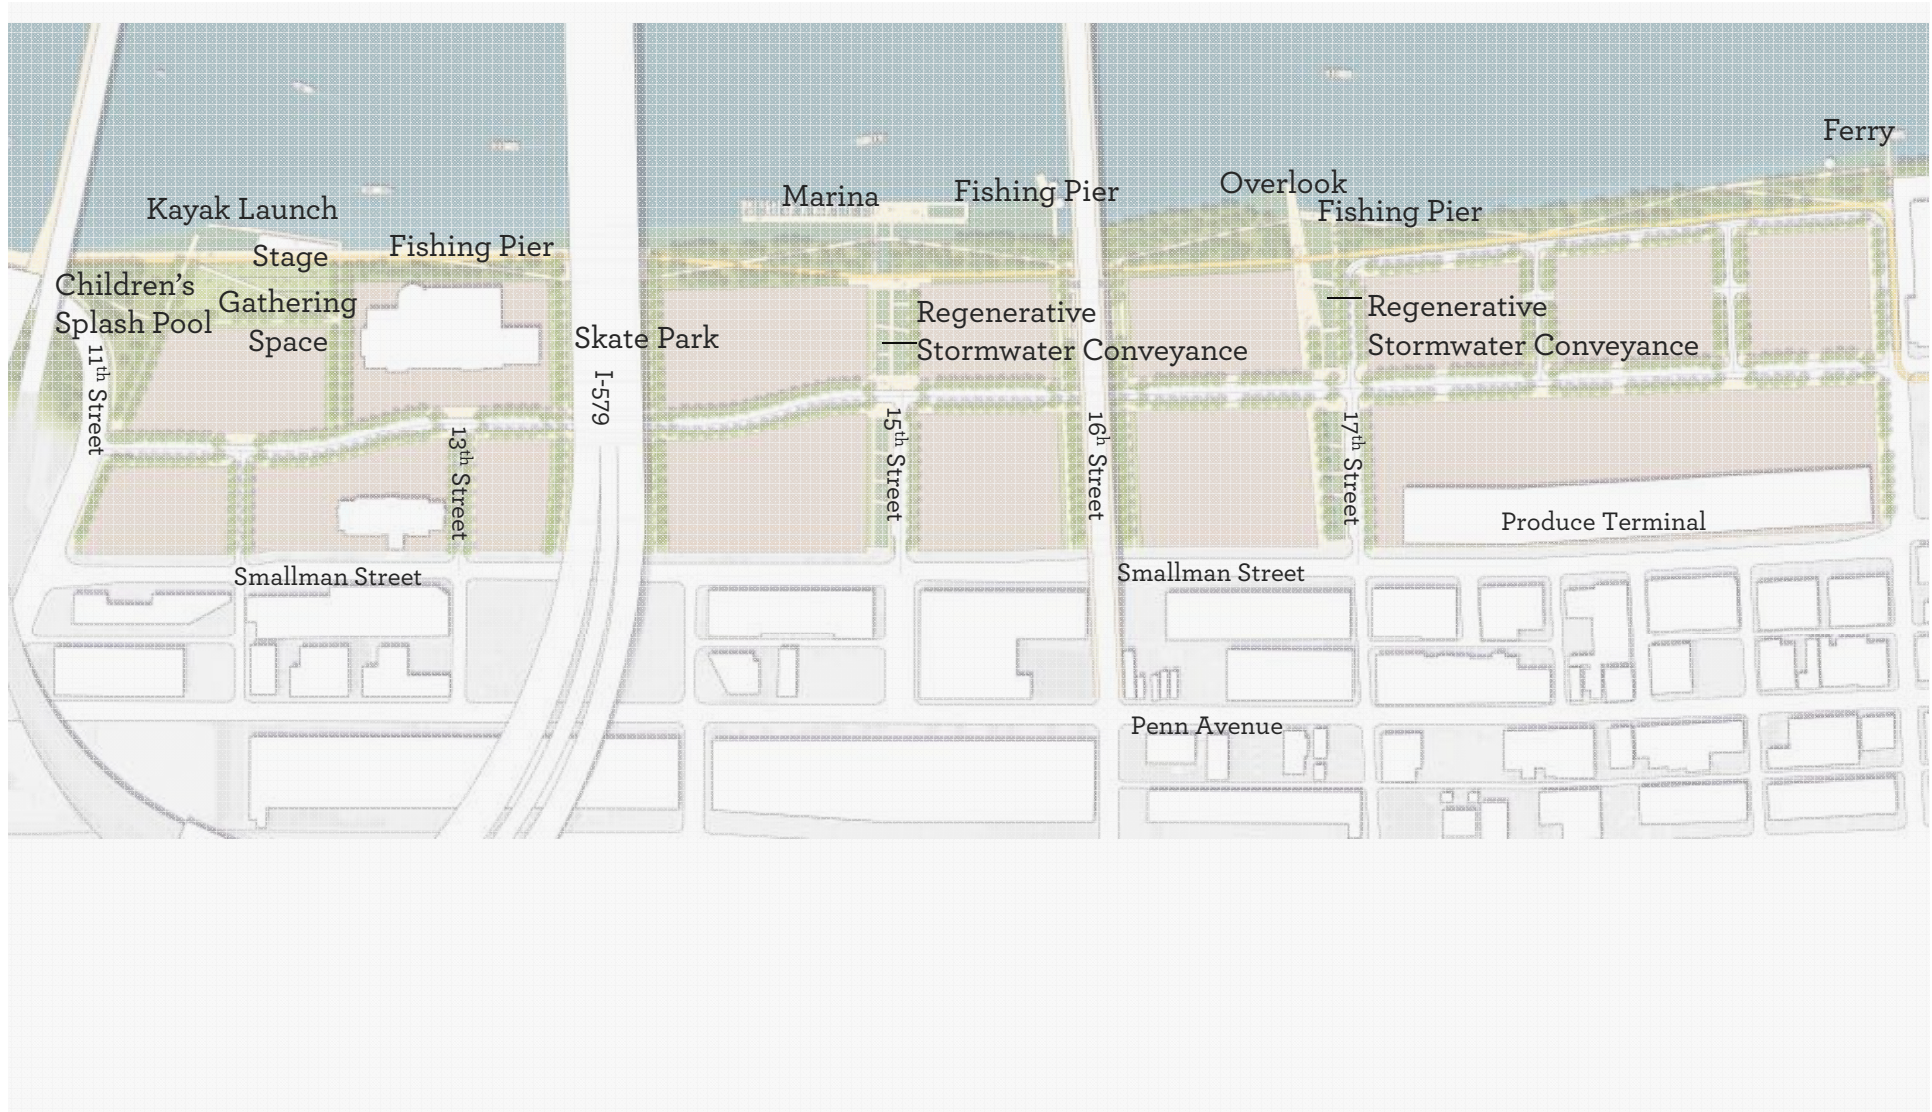 Ferry
Overlook
Marina
Fishing Pier
Kayak Launch
Fishing Pier
Stage
Fishing Pier
Children's
Splash Pool
Gathering
Space
Regenerative
Stormwater Conveyance
Regenerative
Stormwater Conveyance
Skate Park
11th Street
I-579
13th Street
15th Street
16h Street
17th Street
Produce Terminal
Smallman Street
Smallman Street
Penn Avenue